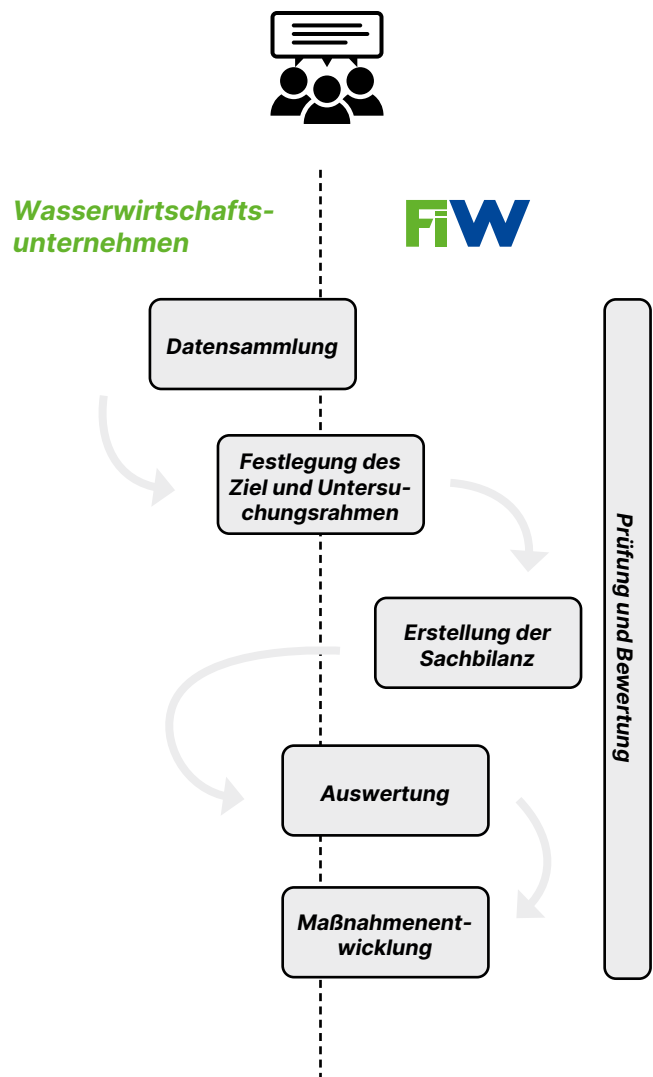 Wasserwirtschafts-
unternehmen
FiW
Datensammlung
Festlegung des
Ziel und Untersu-
chungsrahmen
Erstellung der
Sachbilanz
Auswertung
Maßnahmenent-
wicklung
Prüfung und Bewertung